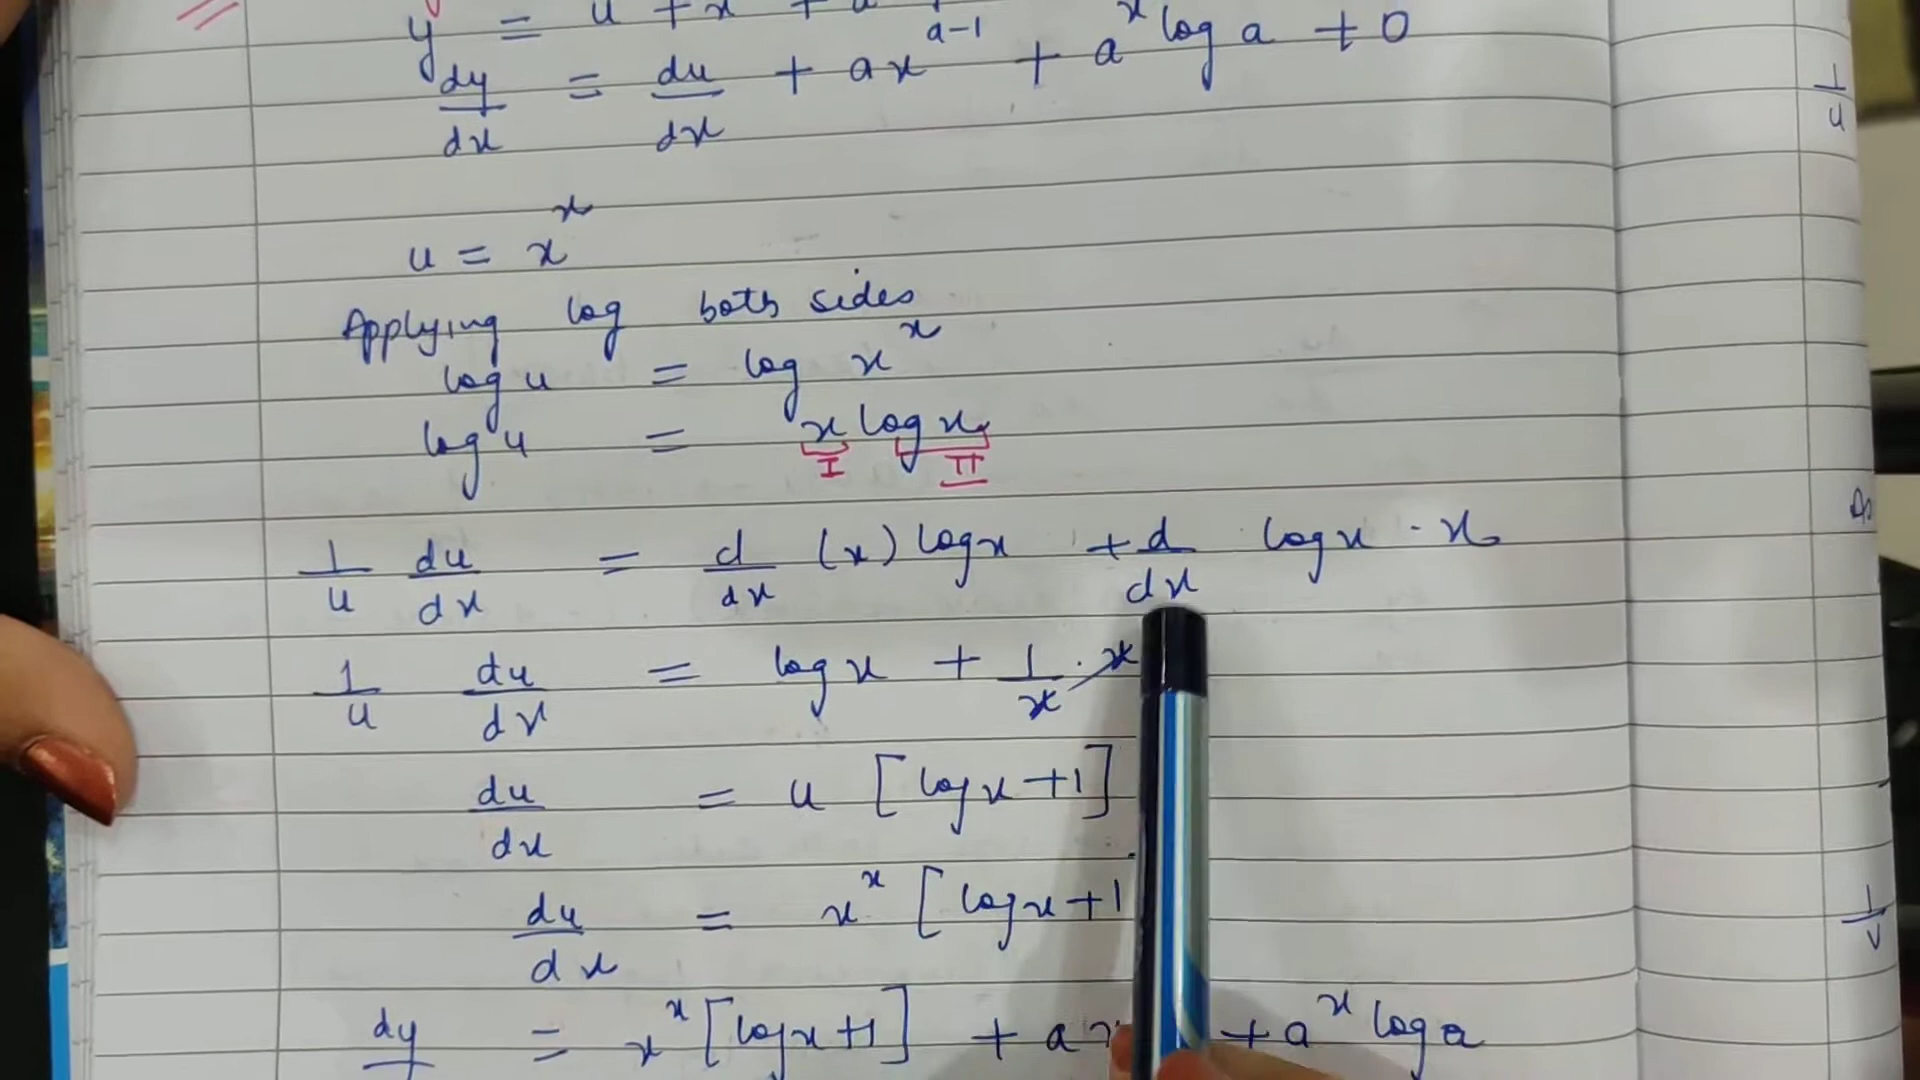 y = u + x + a
dy/dx = du/dx + ax^(a-1) + a^x log a + 0
u = x^x
Applying log both sides
log u = log x^x
log u = x log x
I II
1/u du/dx = d/dx (x) log x + d/dx log x · x
1/u du/dx = log x + 1/x · x
du/dx = u [log x + 1]
du/dx = x^x [log x + 1
dy = x^x [log x + 1] + a + a^x log a
1/u
1/v